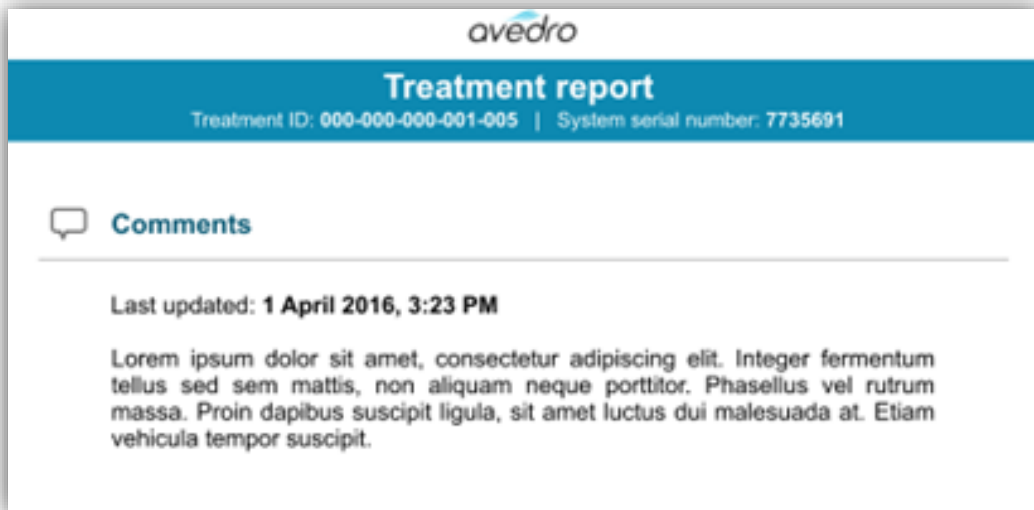 avedro
Treatment report
Treatment ID: 000-000-000-001-005 | System serial number: 7735691
Comments
Last updated: 1 April 2016, 3:23 PM
Lorem ipsum dolor sit amet, consectetur adipiscing elit. Integer fermentum
tellus sed sem mattis, non aliquam neque porttitor. Phasellus vel rutrum
massa. Proin dapibus suscipit ligula, sit amet luctus dui malesuada at. Etiam
vehicula tempor suscipit.